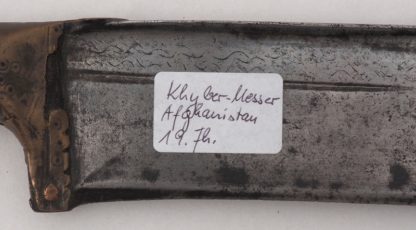 Khyber-Messer
Afghanistan
19. Jh.